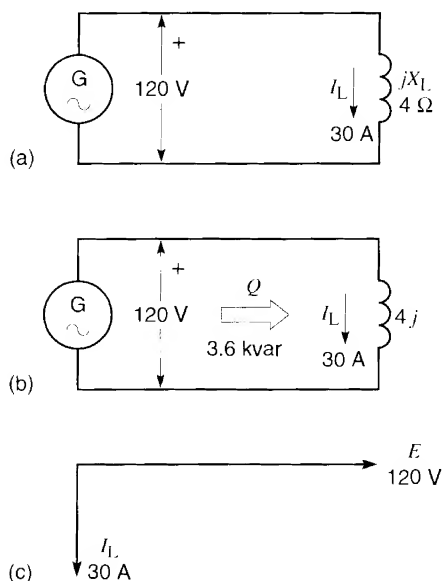 G
+
120 V
I_L
30 A
jX_L
4 Ω
(a)
G
+
120 V
Q
3.6 kvar
I_L
30 A
4 j
(b)
E
120 V
I_L
30 A
(c)